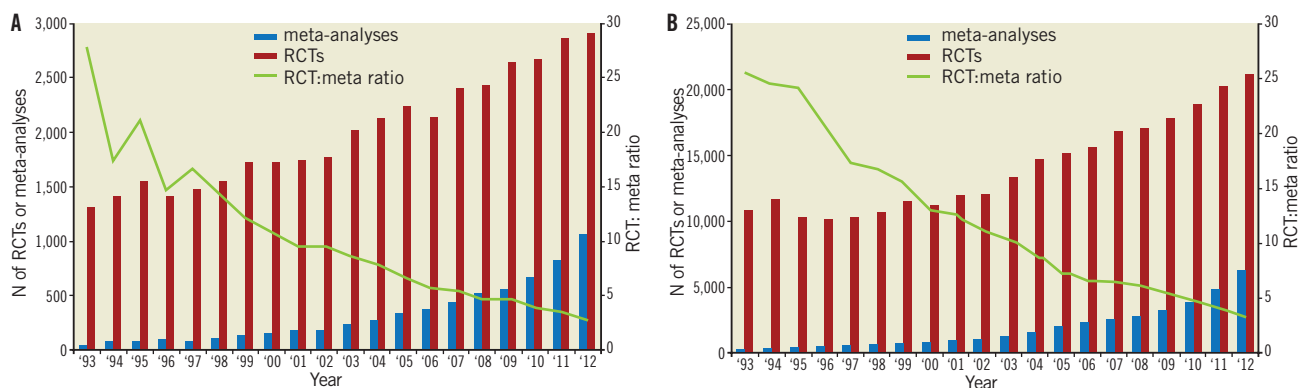 A
N of RCTs or meta-analyses
3,000
2,500
2,000
1,500
1,000
500
0
meta-analyses
RCTs
RCT:meta ratio
30
25
20
15
10
5
0
RCT: meta ratio
'93 '94 '95 '96 '97 '98 '99 '00 '01 '02 '03 '04 '05 '06 '07 '08 '09 '10 '11 '12
Year
B
N of RCTs or meta-analyses
25,000
20,000
15,000
10,000
5,000
0
meta-analyses
RCTs
RCT:meta ratio
30
25
20
15
10
5
0
RCT: meta ratio
'93 '94 '95 '96 '97 '98 '99 '00 '01 '02 '03 '04 '05 '06 '07 '08 '09 '10 '11 '12
Year